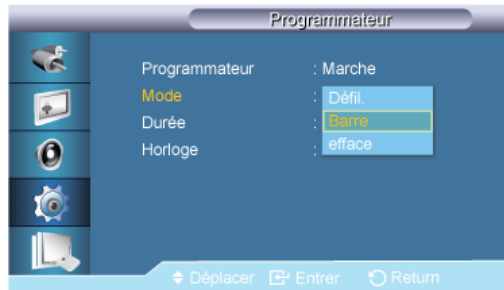 Programmateur
Programmateur : Marche
Mode : Défil.
Durée : Barre
Horloge : efface
Déplacer Entrer Return